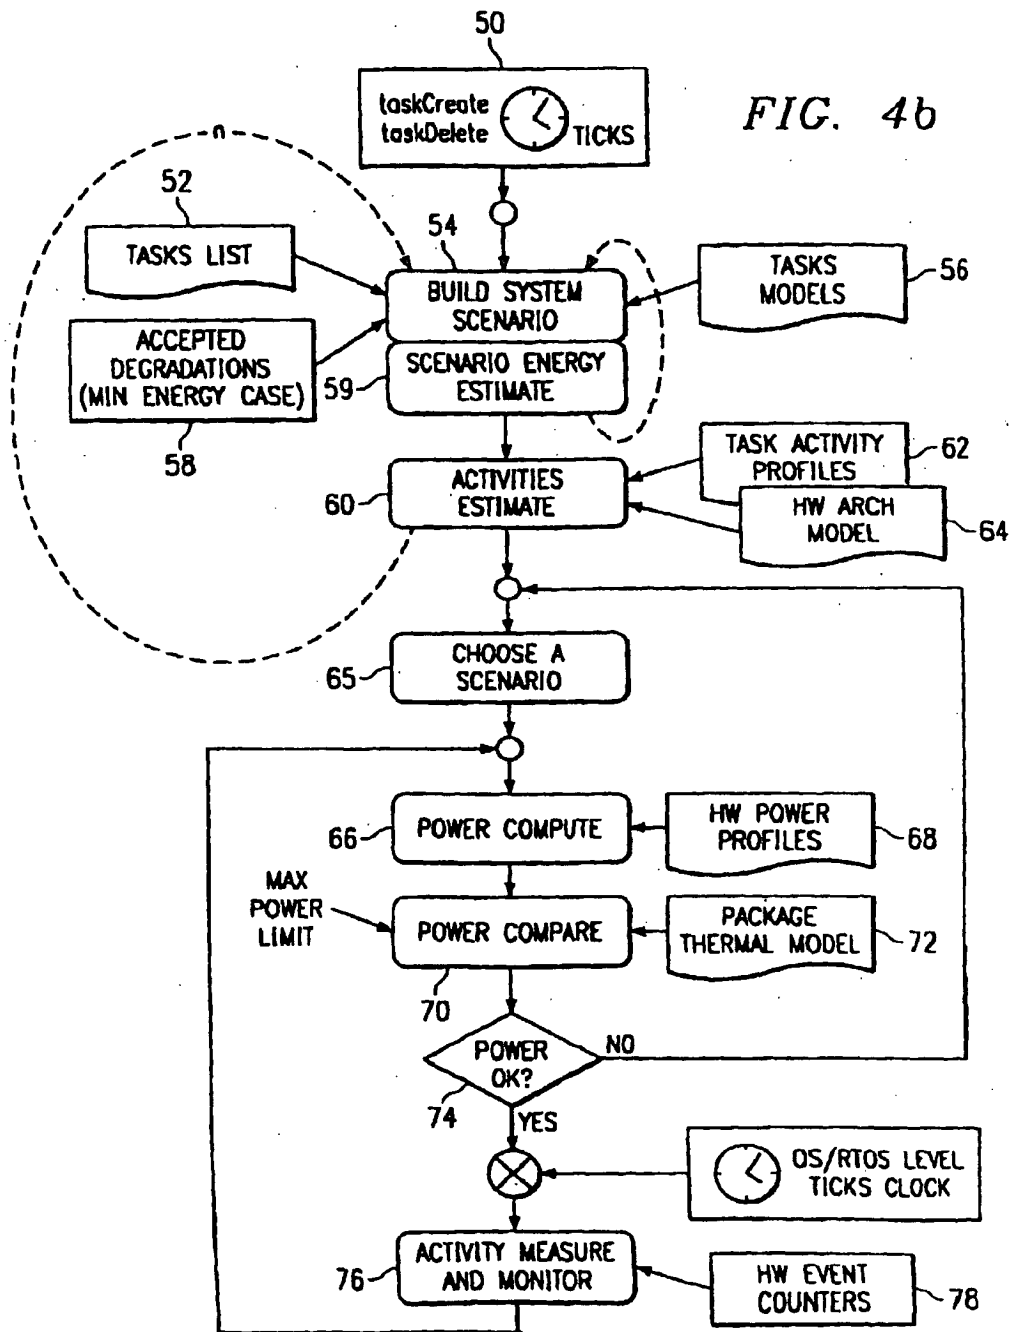 50
taskCreate
taskDelete
TICKS
FIG. 4b
n
52
TASKS LIST
54
BUILD SYSTEM
SCENARIO
TASKS
MODELS
56
ACCEPTED
DEGRADATIONS
(MIN ENERGY CASE)
58
59
SCENARIO ENERGY
ESTIMATE
60
ACTIVITIES
ESTIMATE
TASK ACTIVITY
PROFILES
62
HW ARCH
MODEL
64
65
CHOOSE A
SCENARIO
66
POWER COMPUTE
HW POWER
PROFILES
68
MAX
POWER
LIMIT
POWER COMPARE
70
PACKAGE
THERMAL MODEL
72
POWER
OK?
74
NO
YES
OS/RTOS LEVEL
TICKS CLOCK
76
ACTIVITY MEASURE
AND MONITOR
HW EVENT
COUNTERS
78